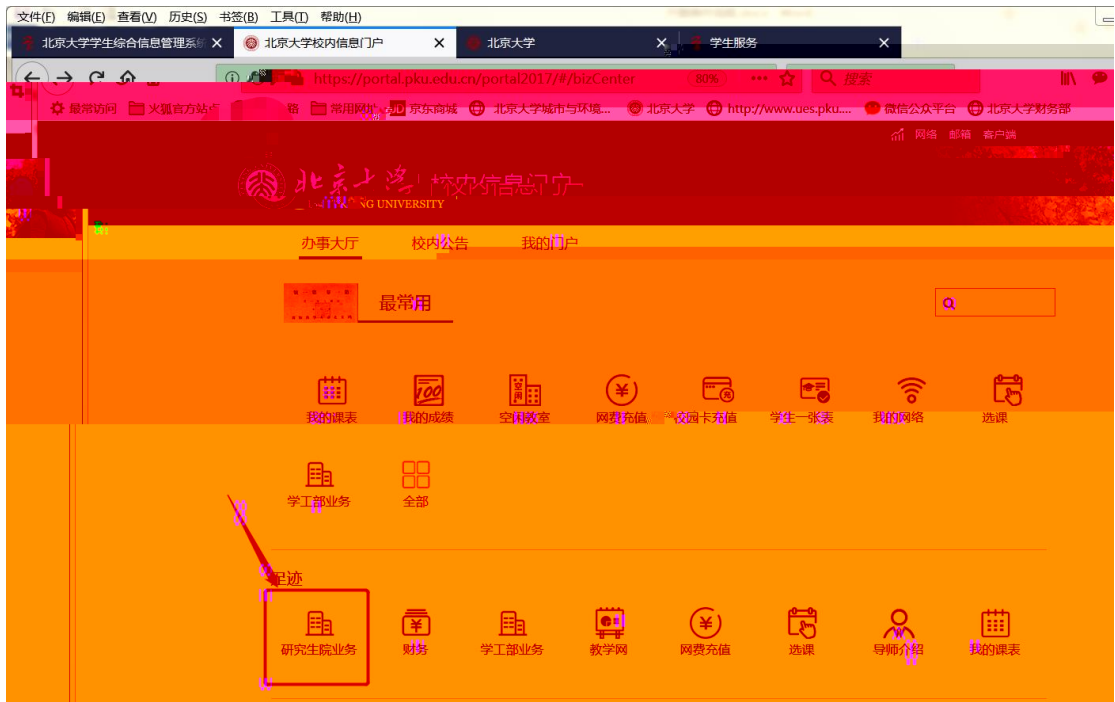 文件(F) 编辑(E) 查看(V) 历史(S) 书签(B) 工具(T) 帮助(H)
北京大学学生综合信息管理系统 北京大学校内信息门户 北京大学 学生服务
https://portal.pku.edu.cn/portal2017/#/bizCenter 80% 搜索
最常访问 火狐官方站点 常用网址 JD 京东商城 北京大学城市与环境... 北京大学 http://www.ues.pku.... 微信公众平台 北京大学财务部
网络 邮箱 客户端
北京大学 校内信息门户
UNIVERSITY
办事大厅 校内公告 我的门户
最常用
我的课表 我的成绩 空闲教室 网费充值 校园卡充值 学生一张表 我的网络 选课
学工部业务 全部
足迹
研究生院业务 财务 学工部业务 教学网 网费充值 选课 导师介绍 我的课表